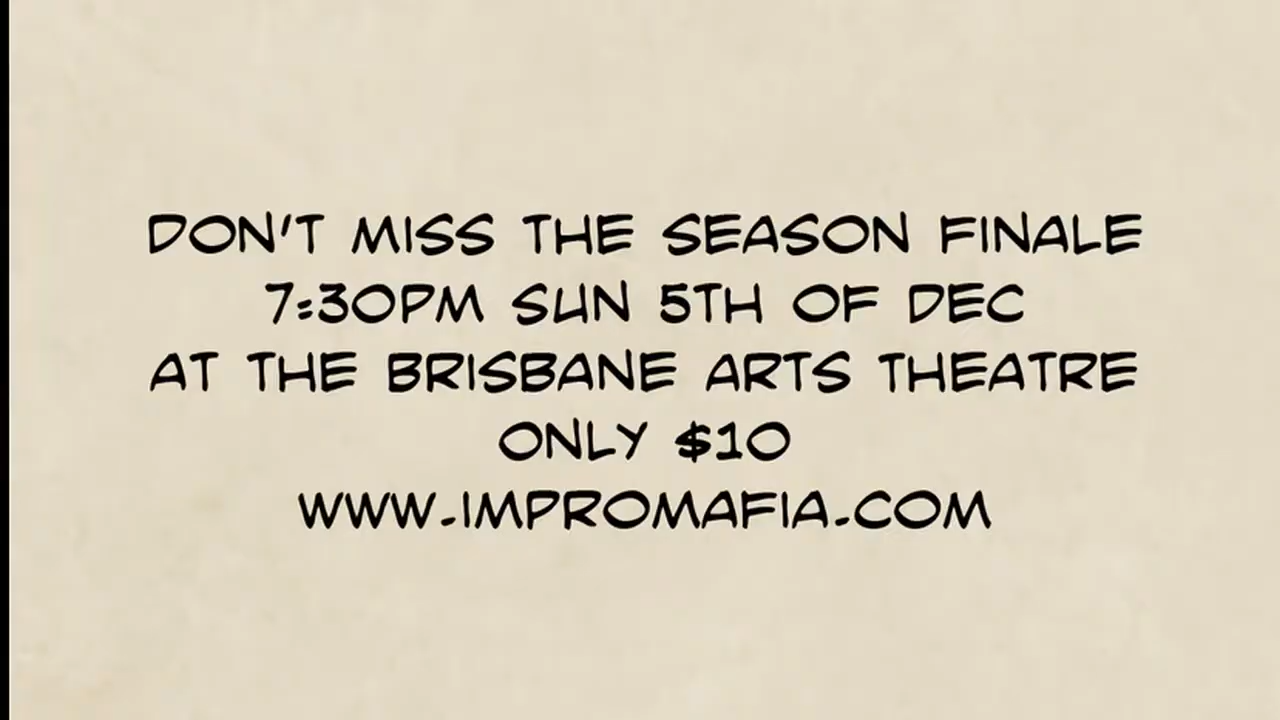 DON'T MISS THE SEASON FINALE
7:30PM SUN 5TH OF DEC
AT THE BRISBANE ARTS THEATRE
ONLY $10
WWW.IMPROMAFIA.COM